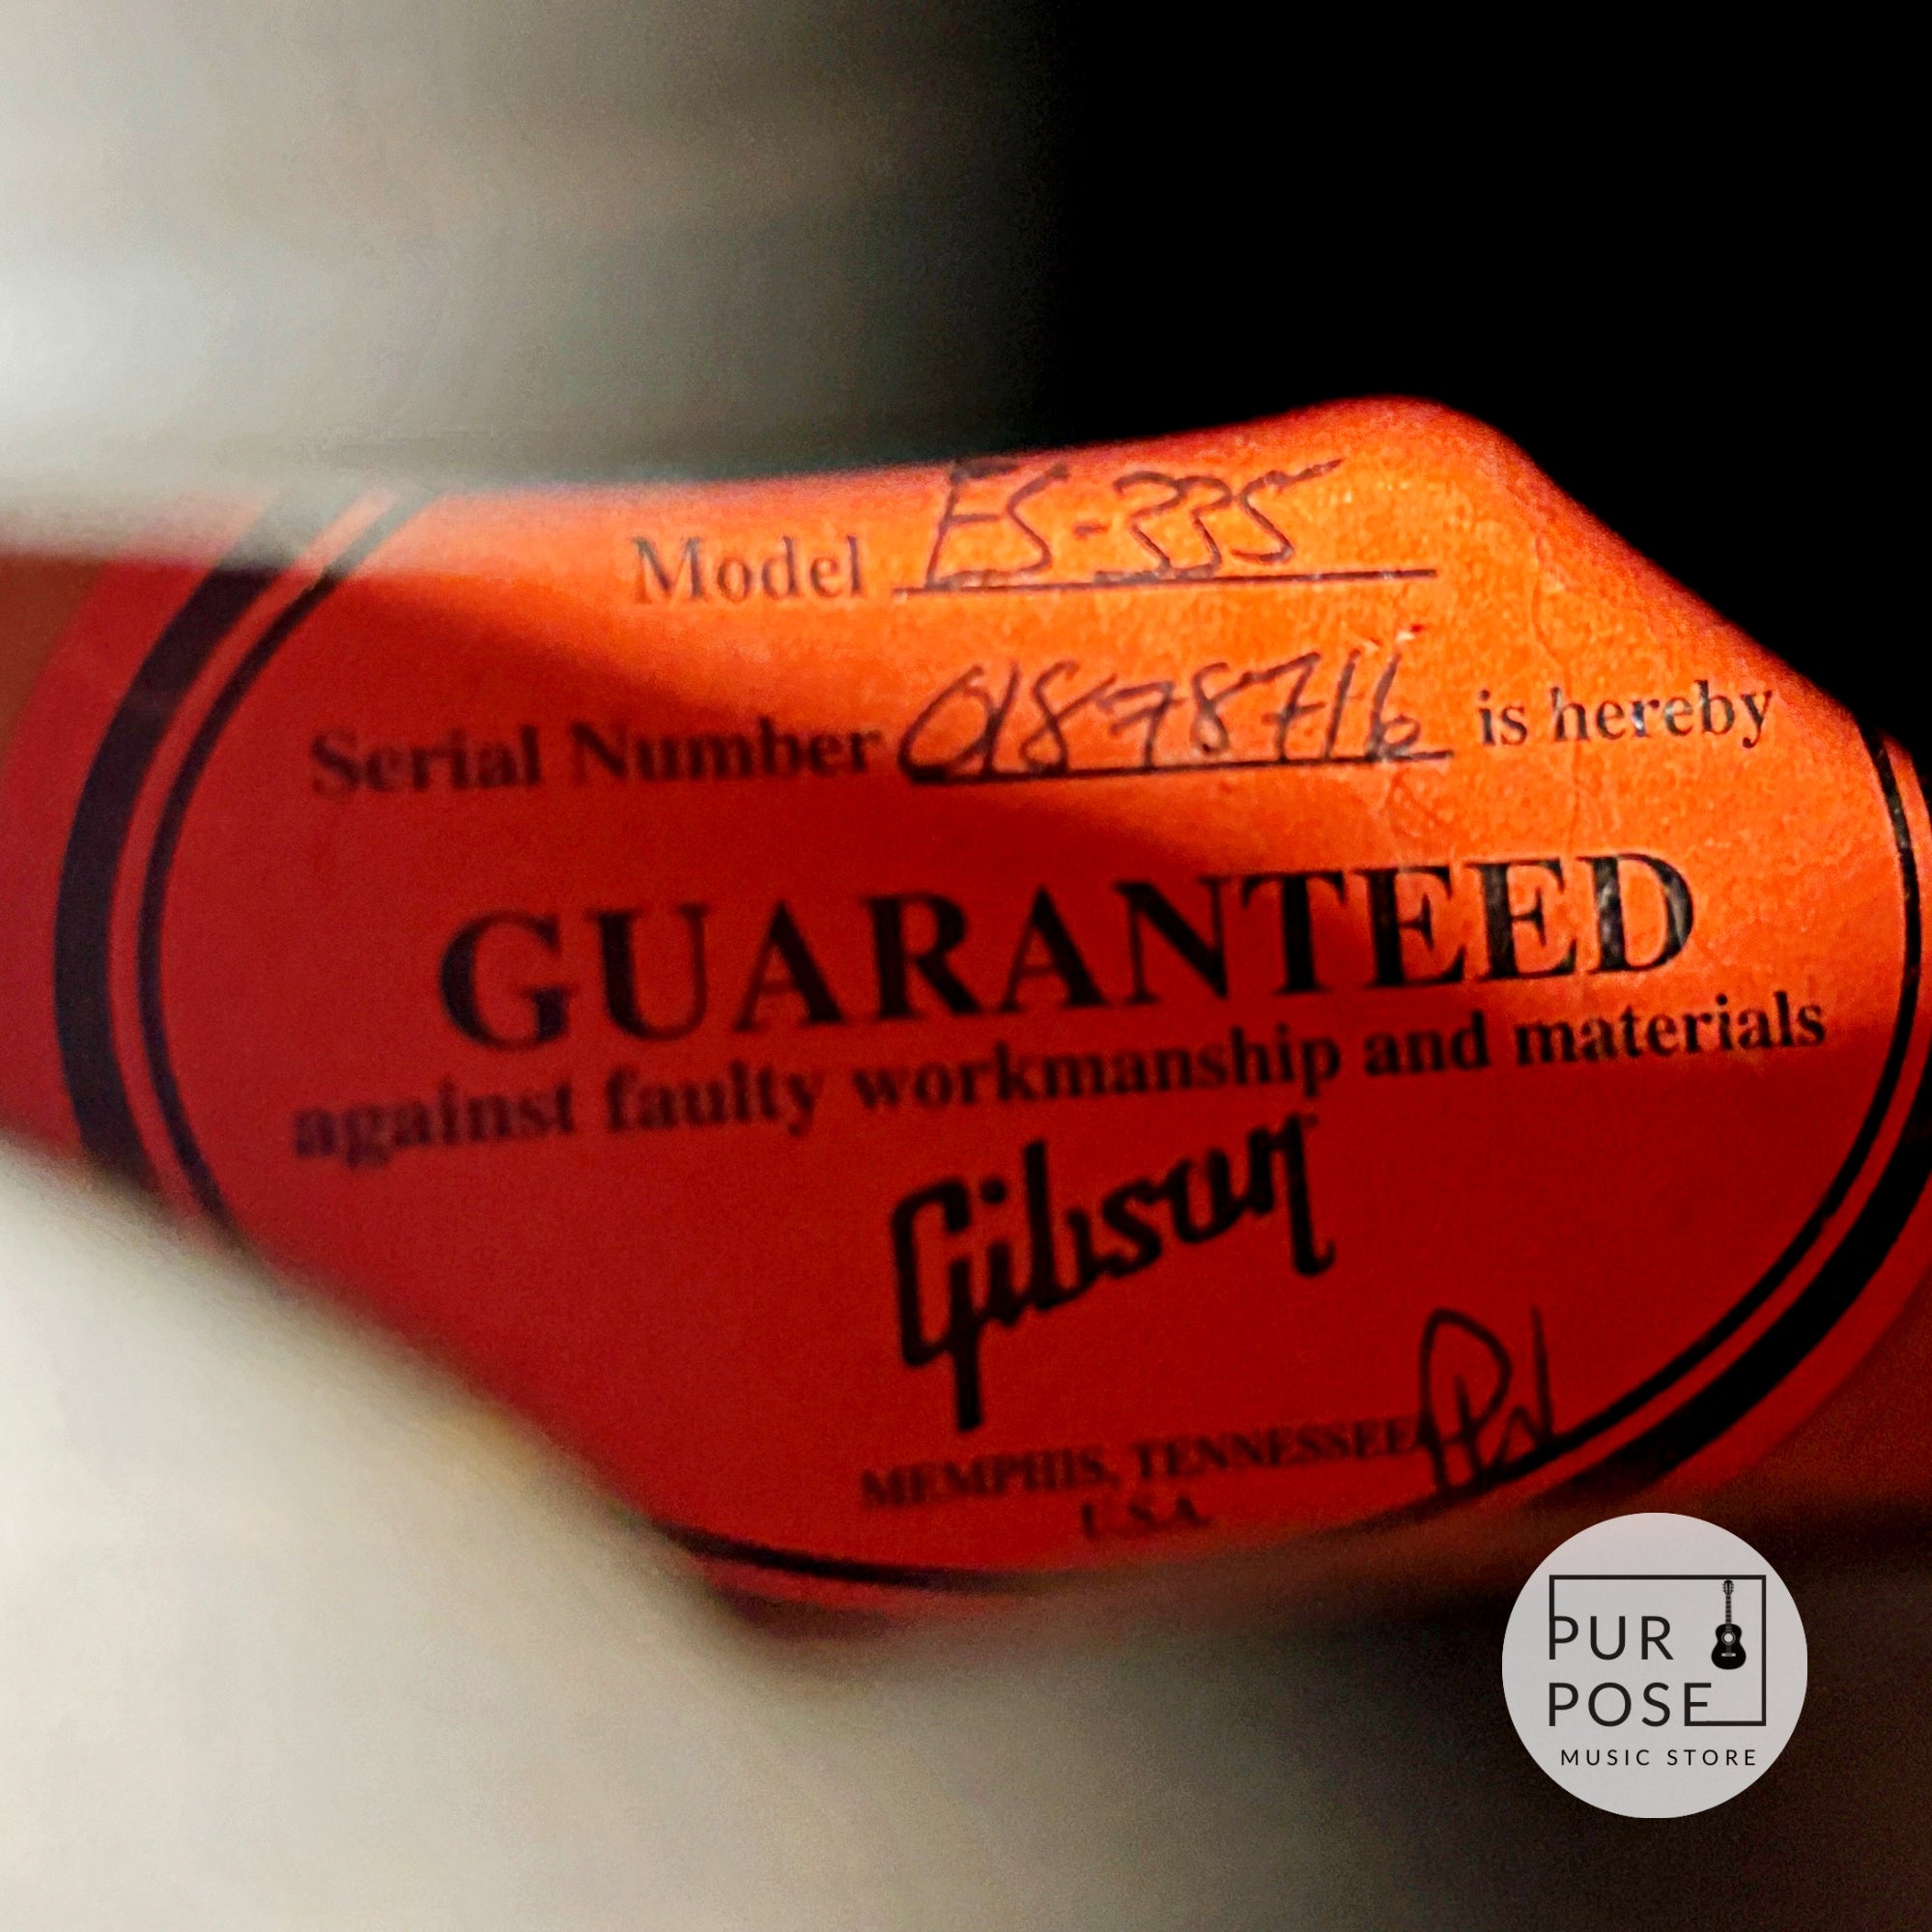 Model ES-335
Serial Number 01878716 is hereby
GUARANTEED
against faulty workmanship and materials
Gibson
MEMPHIS, TENNESSEE
U.S.A.
PUR
POSE
MUSIC STORE